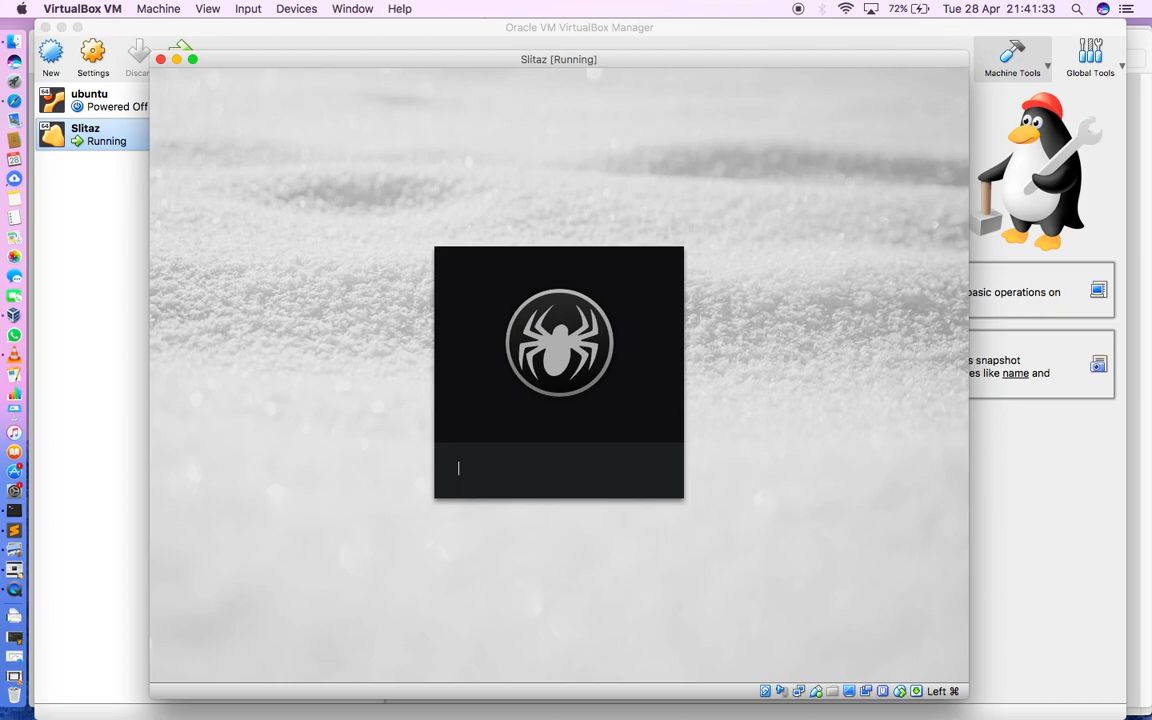 VirtualBox VM Machine View Input Devices Window Help 72% Tue 28 Apr 21:41:33
Oracle VM VirtualBox Manager
New Settings Discar Machine Tools Global Tools
Slitaz [Running]
64 ubuntu
Powered Off
64 Slitaz
Running
basic operations on
s snapshot
es like name and
Left ⌘